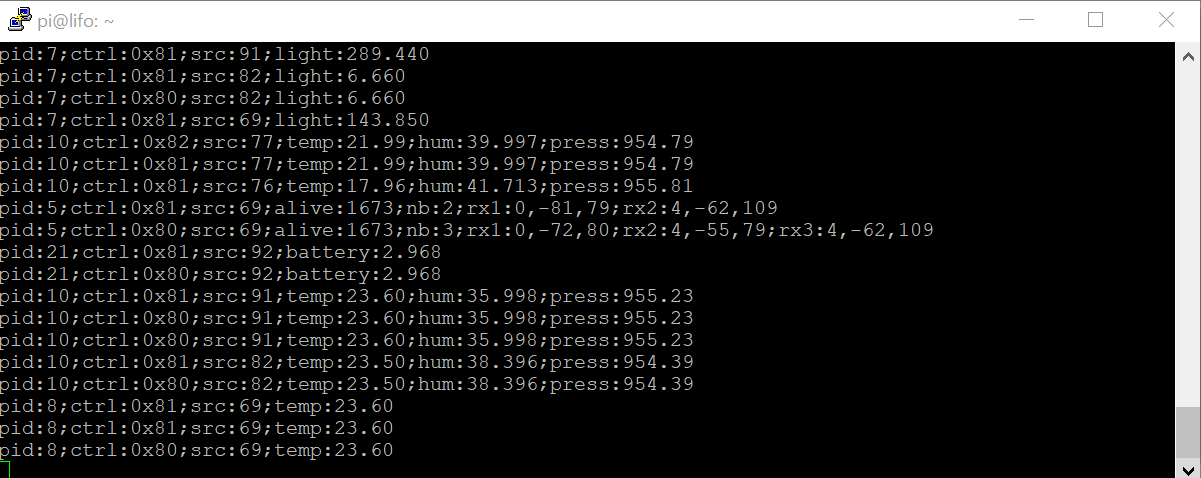 pi@lifo: ~
pid:7;ctrl:0x81;src:91;light:289.440
pid:7;ctrl:0x81;src:82;light:6.660
pid:7;ctrl:0x80;src:82;light:6.660
pid:7;ctrl:0x81;src:69;light:143.850
pid:10;ctrl:0x82;src:77;temp:21.99;hum:39.997;press:954.79
pid:10;ctrl:0x81;src:77;temp:21.99;hum:39.997;press:954.79
pid:10;ctrl:0x81;src:76;temp:17.96;hum:41.713;press:955.81
pid:5;ctrl:0x81;src:69;alive:1673;nb:2;rx1:0,-81,79;rx2:4,-62,109
pid:5;ctrl:0x80;src:69;alive:1673;nb:3;rx1:0,-72,80;rx2:4,-55,79;rx3:4,-62,109
pid:21;ctrl:0x81;src:92;battery:2.968
pid:21;ctrl:0x80;src:92;battery:2.968
pid:10;ctrl:0x81;src:91;temp:23.60;hum:35.998;press:955.23
pid:10;ctrl:0x80;src:91;temp:23.60;hum:35.998;press:955.23
pid:10;ctrl:0x80;src:91;temp:23.60;hum:35.998;press:955.23
pid:10;ctrl:0x81;src:82;temp:23.50;hum:38.396;press:954.39
pid:10;ctrl:0x80;src:82;temp:23.50;hum:38.396;press:954.39
pid:8;ctrl:0x81;src:69;temp:23.60
pid:8;ctrl:0x81;src:69;temp:23.60
pid:8;ctrl:0x80;src:69;temp:23.60